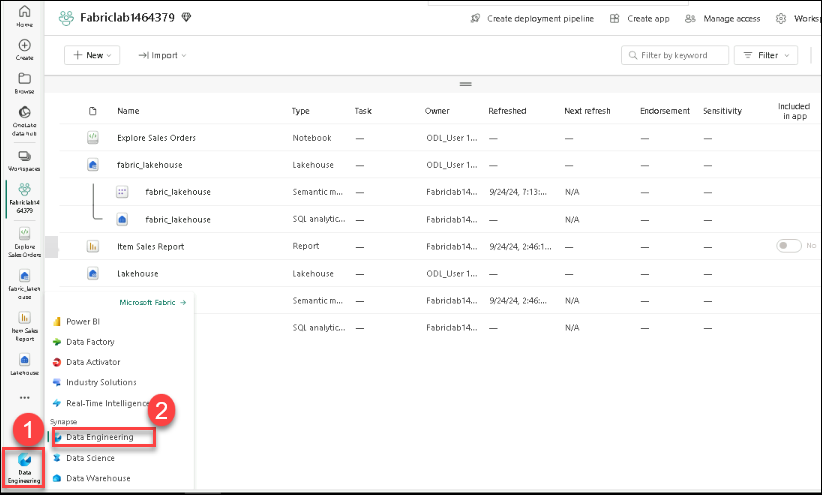 Home
Fabriclab1464379
Create deployment pipeline
Create app
Manage access
Worksp
Create
New
Import
Filter by keyword
Filter
Browse
OneLake
data hub
Name
Type
Task
Owner
Refreshed
Next refresh
Endorsement
Sensitivity
Included
in app
Explore Sales Orders
Notebook
—
ODL_User 1...
—
—
—
—
Workspaces
fabric_lakehouse
Lakehouse
—
ODL_User 1...
—
—
—
—
Fabriclab14
64379
fabric_lakehouse
Semantic m...
—
Fabriclab14...
9/24/24, 7:13:...
N/A
—
—
fabric_lakehouse
SQL analytic...
—
Fabriclab14...
—
N/A
—
—
Explore
Sales Orders
Item Sales Report
Report
—
Fabriclab14...
9/24/24, 2:46:1...
—
—
—
No
fabric_lakeh
ouse
Lakehouse
Lakehouse
—
ODL_User 1...
—
—
—
—
Semantic m...
—
Fabriclab14...
9/24/24, 2:46:...
N/A
—
—
SQL analytic...
—
Fabriclab14...
—
N/A
—
—
Item Sales
Report
Lakehouse
...
Microsoft Fabric →
Power BI
Data Factory
Data Activator
Industry Solutions
Real-Time Intelligence
Synapse
2
Data Engineering
Data Science
Data Warehouse
1
Data
Engineering